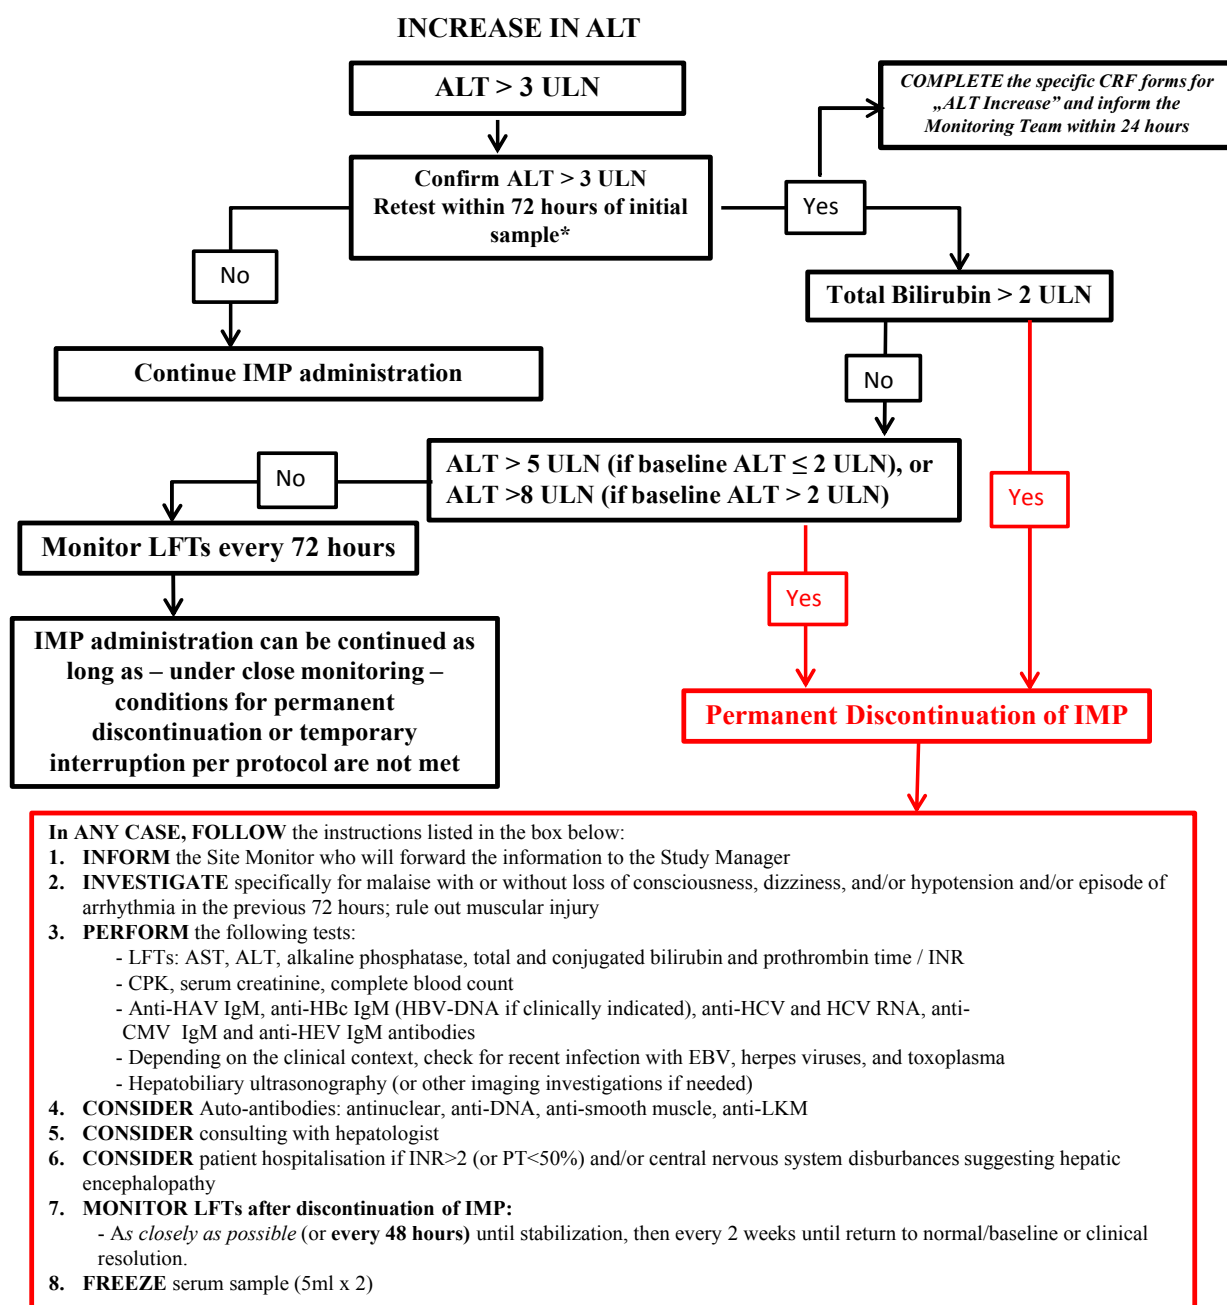 INCREASE IN ALT
ALT > 3 ULN
COMPLETE the specific CRF forms for
„ALT Increase” and inform the
Monitoring Team within 24 hours
Confirm ALT > 3 ULN
Retest within 72 hours of initial
sample*
Yes
No
Total Bilirubin > 2 ULN
Continue IMP administration
No
ALT > 5 ULN (if baseline ALT ≤ 2 ULN), or
ALT >8 ULN (if baseline ALT > 2 ULN)
No
Yes
Monitor LFTs every 72 hours
Yes
IMP administration can be continued as
long as – under close monitoring –
conditions for permanent
discontinuation or temporary
interruption per protocol are not met
Permanent Discontinuation of IMP
In ANY CASE, FOLLOW the instructions listed in the box below:
1. INFORM the Site Monitor who will forward the information to the Study Manager
2. INVESTIGATE specifically for malaise with or without loss of consciousness, dizziness, and/or hypotension and/or episode of
arrhythmia in the previous 72 hours; rule out muscular injury
3. PERFORM the following tests:
- LFTs: AST, ALT, alkaline phosphatase, total and conjugated bilirubin and prothrombin time / INR
- CPK, serum creatinine, complete blood count
- Anti-HAV IgM, anti-HBc IgM (HBV-DNA if clinically indicated), anti-HCV and HCV RNA, anti-
CMV IgM and anti-HEV IgM antibodies
- Depending on the clinical context, check for recent infection with EBV, herpes viruses, and toxoplasma
- Hepatobiliary ultrasonography (or other imaging investigations if needed)
4. CONSIDER Auto-antibodies: antinuclear, anti-DNA, anti-smooth muscle, anti-LKM
5. CONSIDER consulting with hepatologist
6. CONSIDER patient hospitalisation if INR>2 (or PT<50%) and/or central nervous system disburbances suggesting hepatic
encephalopathy
7. MONITOR LFTs after discontinuation of IMP:
- As closely as possible (or every 48 hours) until stabilization, then every 2 weeks until return to normal/baseline or clinical
resolution.
8. FREEZE serum sample (5ml x 2)